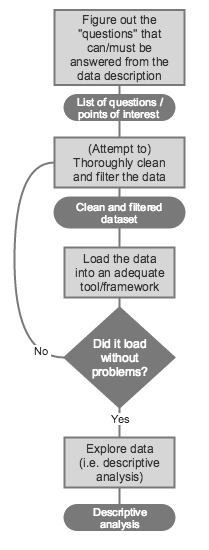 Figure out the
"questions" that
can/must be
answered from the
data description
List of questions /
points of interest
(Attempt to)
Thoroughly clean
and filter the data
Clean and filtered
dataset
Load the data
into an adequate
tool/framework
Did it load
without
problems?
No
Yes
Explore data
(i.e. descriptive
analysis)
Descriptive
analysis